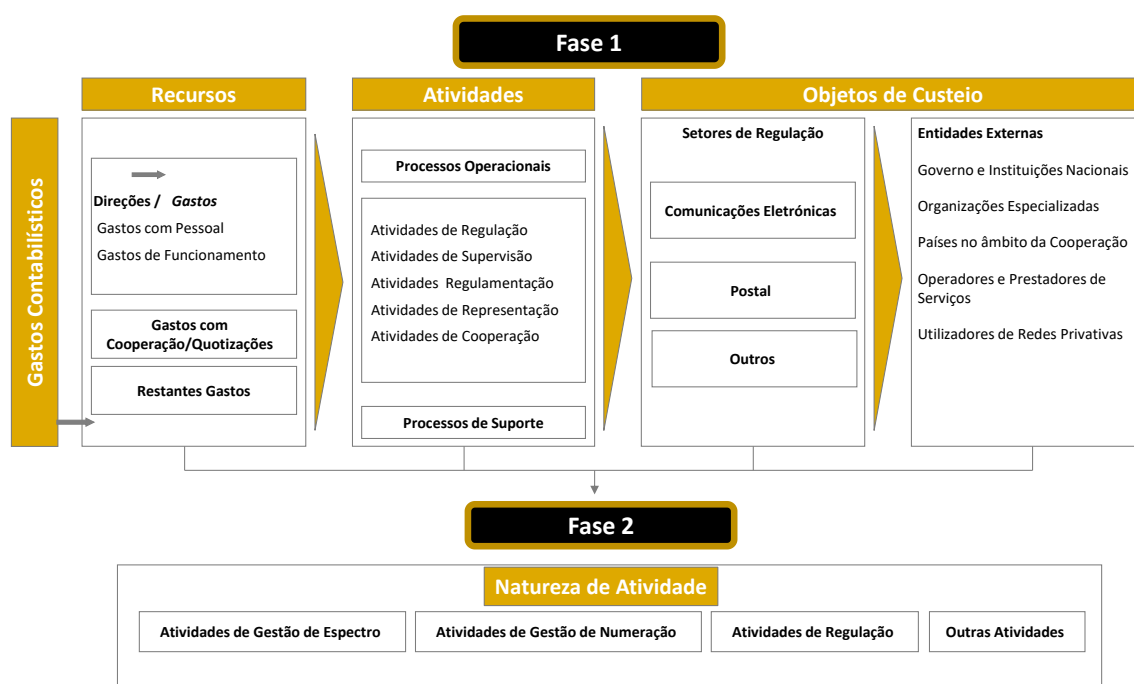 Fase 1
Recursos
Atividades
Objetos de Custeio
Gastos Contabilísticos
Direções / Gastos
Gastos com Pessoal
Gastos de Funcionamento
Gastos com
Cooperação/Quotizações
Restantes Gastos
Processos Operacionais
Atividades de Regulação
Atividades de Supervisão
Atividades Regulamentação
Atividades de Representação
Atividades de Cooperação
Processos de Suporte
Setores de Regulação
Comunicações Eletrónicas
Postal
Outros
Entidades Externas
Governo e Instituições Nacionais
Organizações Especializadas
Países no âmbito da Cooperação
Operadores e Prestadores de
Serviços
Utilizadores de Redes Privativas
Fase 2
Natureza de Atividade
Atividades de Gestão de Espectro
Atividades de Gestão de Numeração
Atividades de Regulação
Outras Atividades